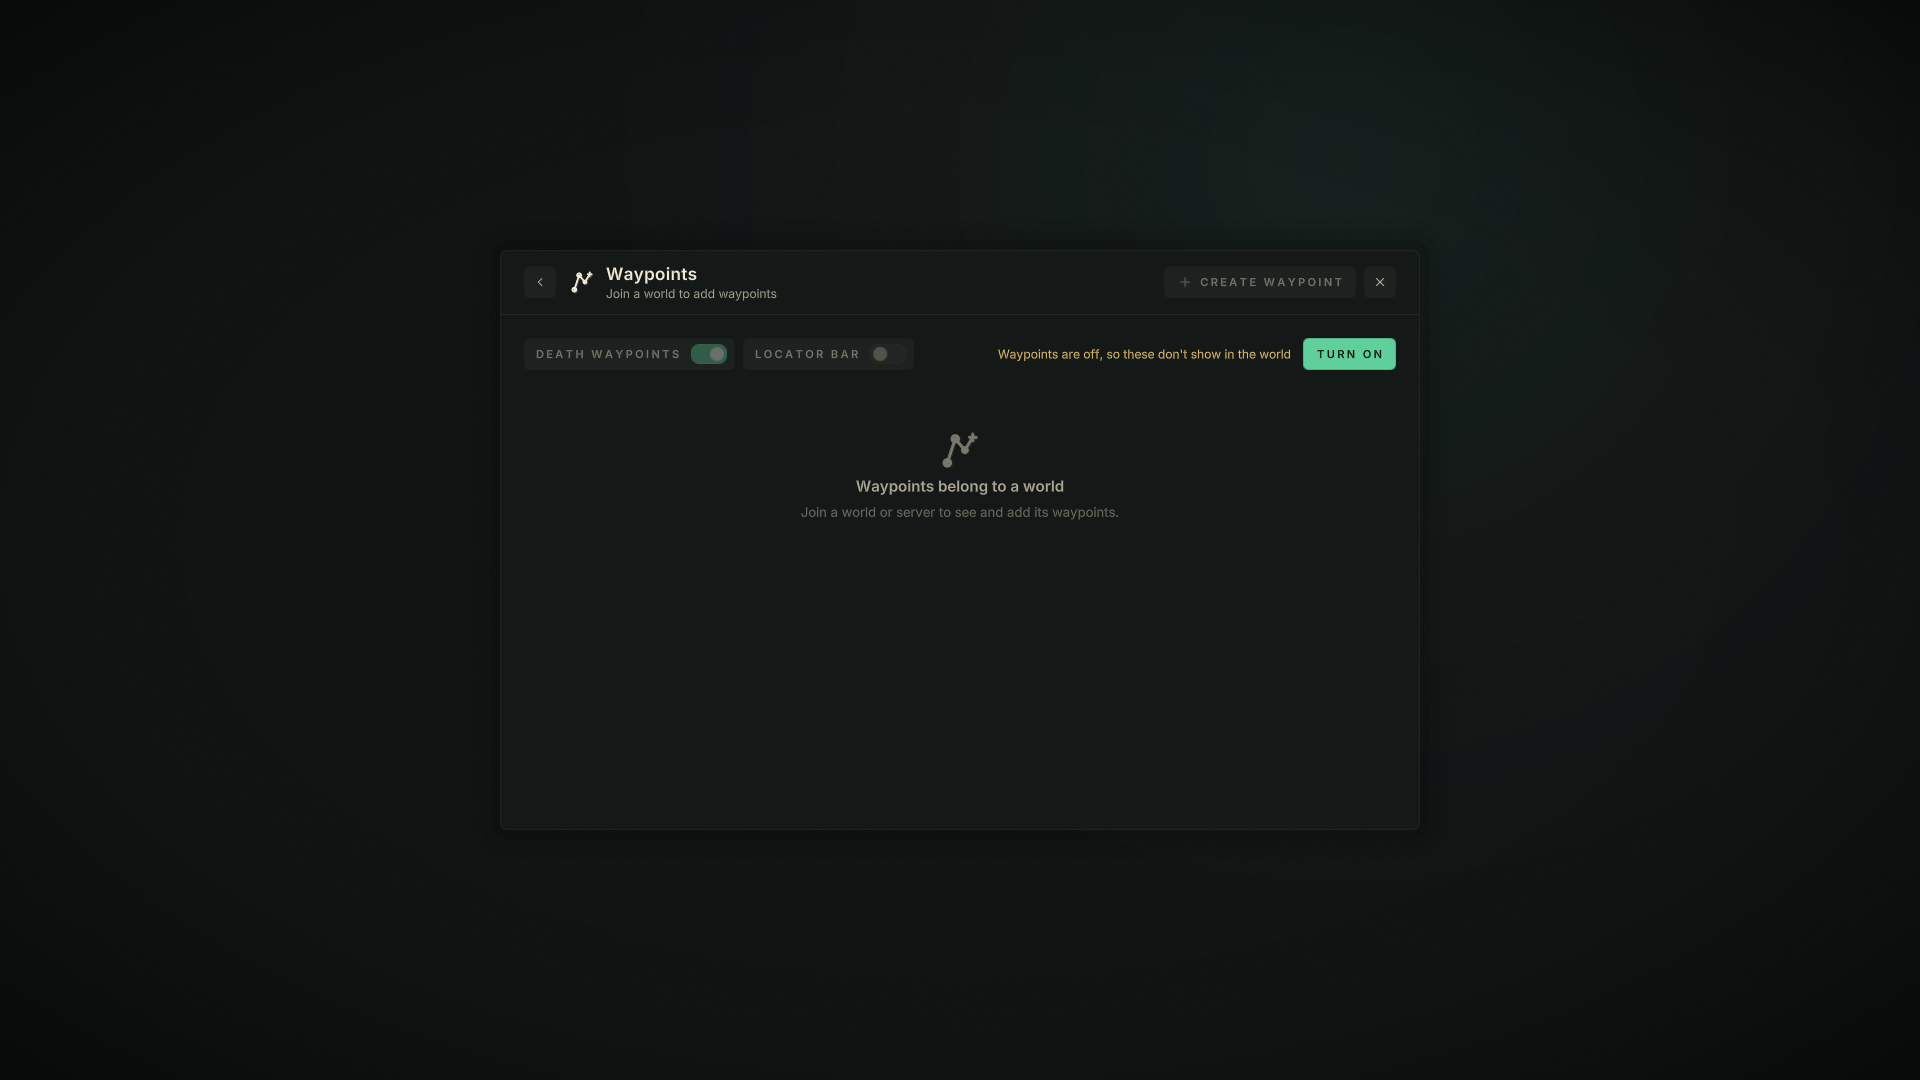 Waypoints
Join a world to add waypoints
CREATE WAYPOINT
DEATH WAYPOINTS
LOCATOR BAR
Waypoints are off, so these don't show in the world
TURN ON
Waypoints belong to a world
Join a world or server to see and add its waypoints.